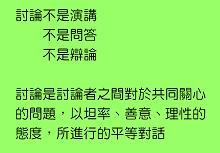 討論不是演講
不是問答
不是辯論
討論是討論者之間對於共同關心
的問題，以坦率、善意、理性的
態度，所進行的平等對話